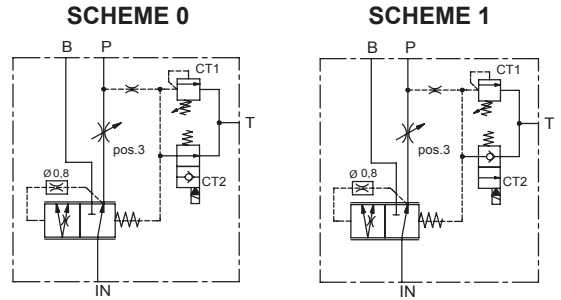 SCHEME 0
B P
CT1
T
pos.3
Ø 0,8
CT2
IN
SCHEME 1
B P
CT1
T
pos.3
Ø 0,8
CT2
IN